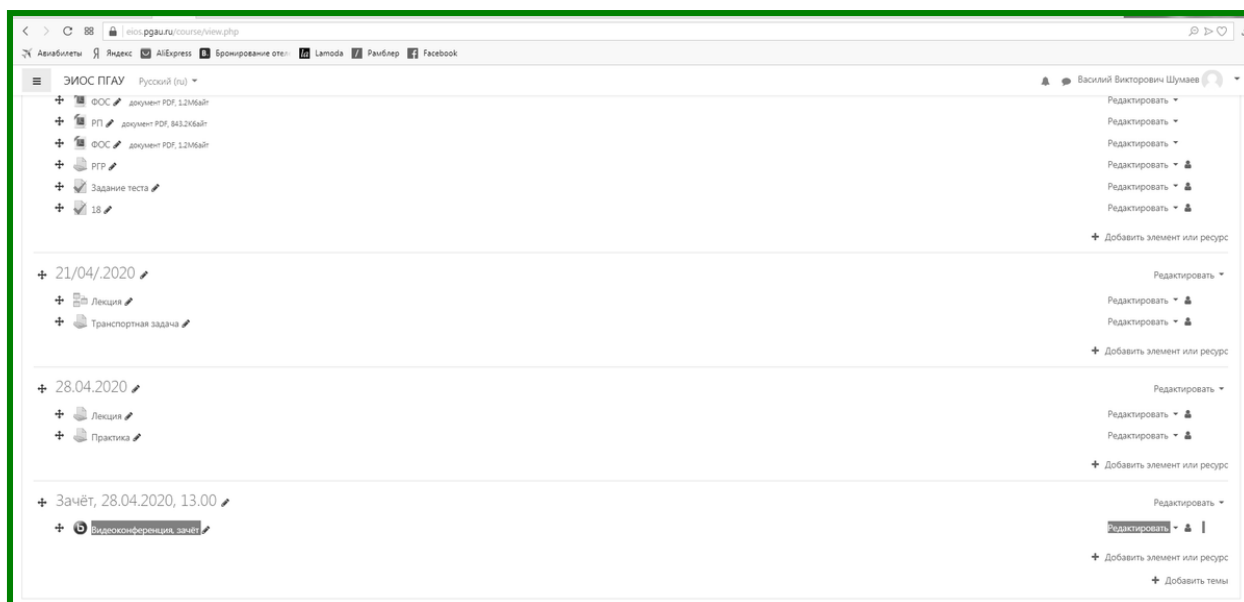 eios.pgau.ru/course/view.php
Авиабилеты Яндекс AliExpress Бронирование отел Lamoda Рамблер Facebook
ЭИОС ПГАУ Русский (ru) Василий Викторович Шумаев
ФОС документ PDF, 1.2Мбайт Редактировать
РП документ PDF, 843.2Кбайт Редактировать
ФОС документ PDF, 1.2Мбайт Редактировать
РГР Редактировать
Задание теста Редактировать
18 Редактировать
Добавить элемент или ресурс
21/04/.2020 Редактировать
Лекция Редактировать
Транспортная задача Редактировать
Добавить элемент или ресурс
28.04.2020 Редактировать
Лекция Редактировать
Практика Редактировать
Добавить элемент или ресурс
Зачёт, 28.04.2020, 13.00 Редактировать
Видеоконференция, зачёт Редактировать
Добавить элемент или ресурс
Добавить темы